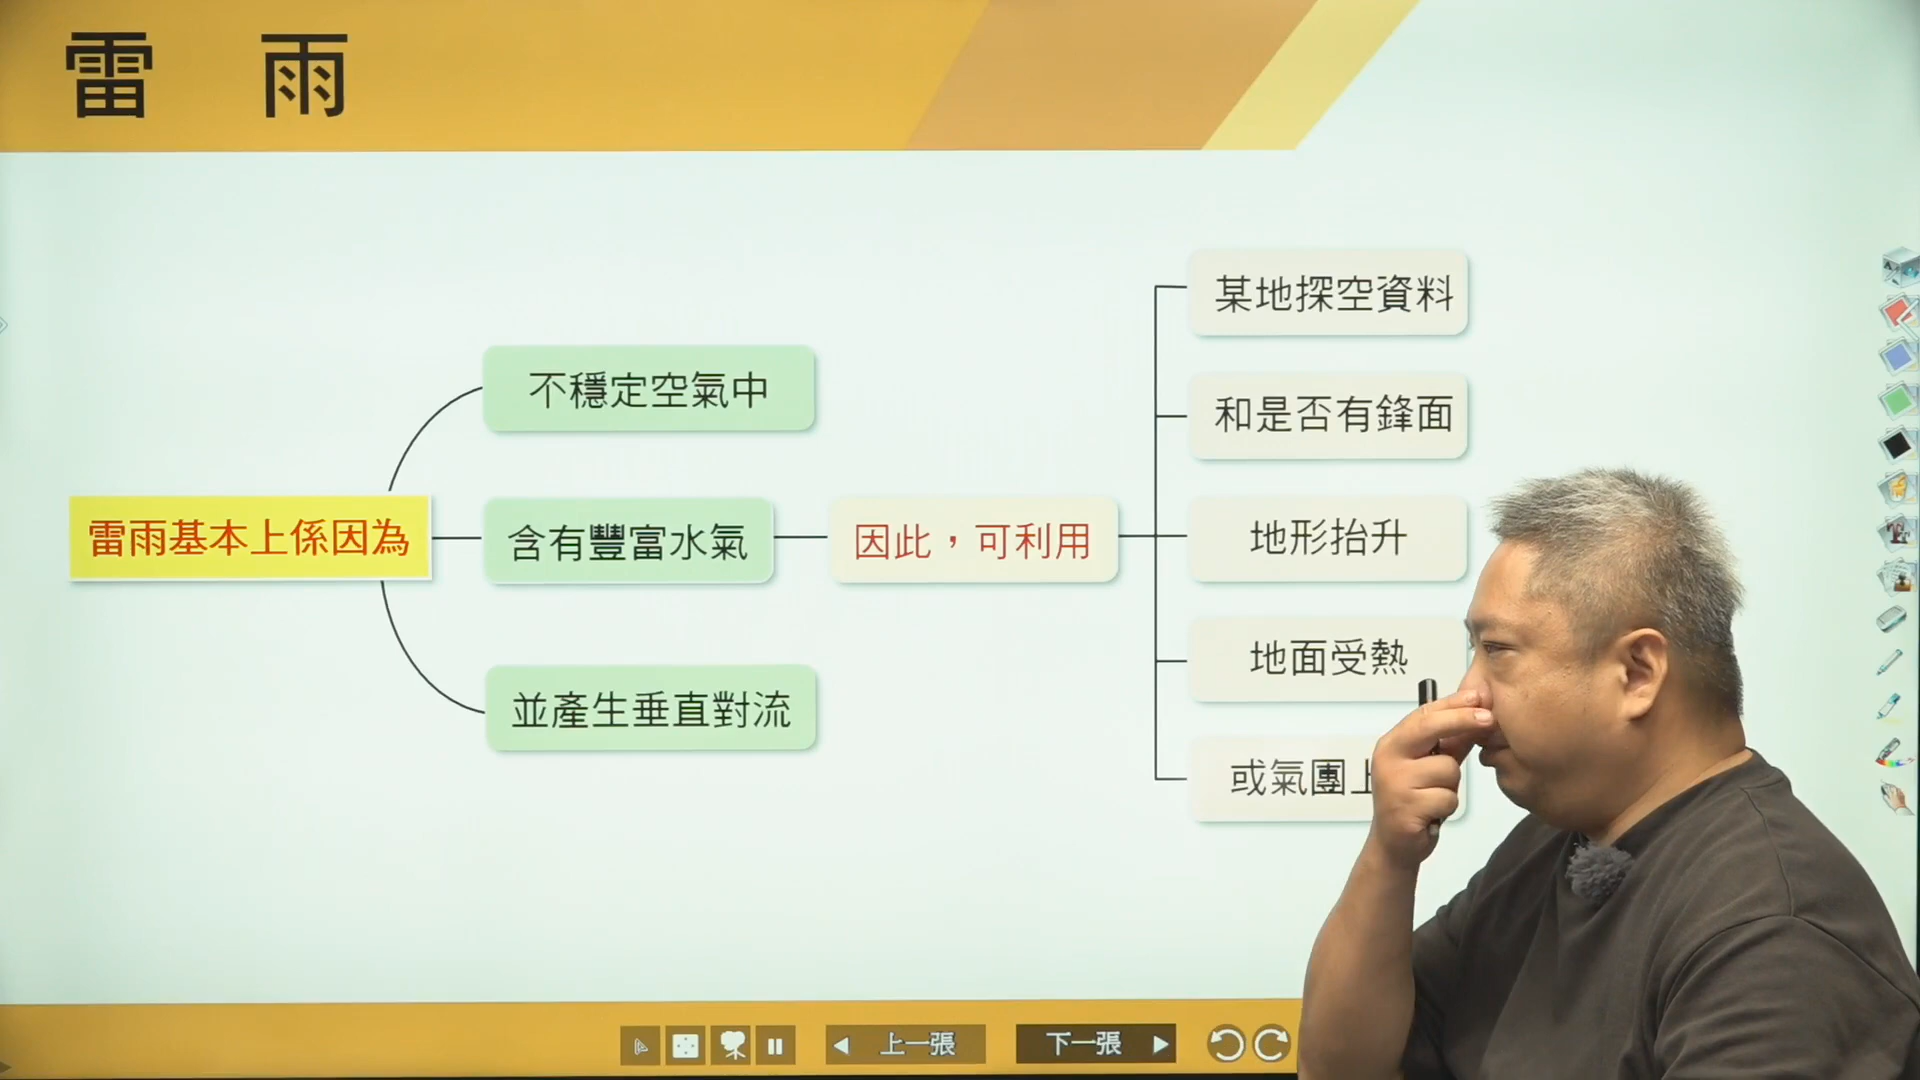 雷 雨
不穩定空氣中
雷雨基本上係因為
含有豐富水氣
並產生垂直對流
因此，可利用
某地探空資料
和是否有鋒面
地形抬升
地面受熱
或氣團上
上一張
下一張